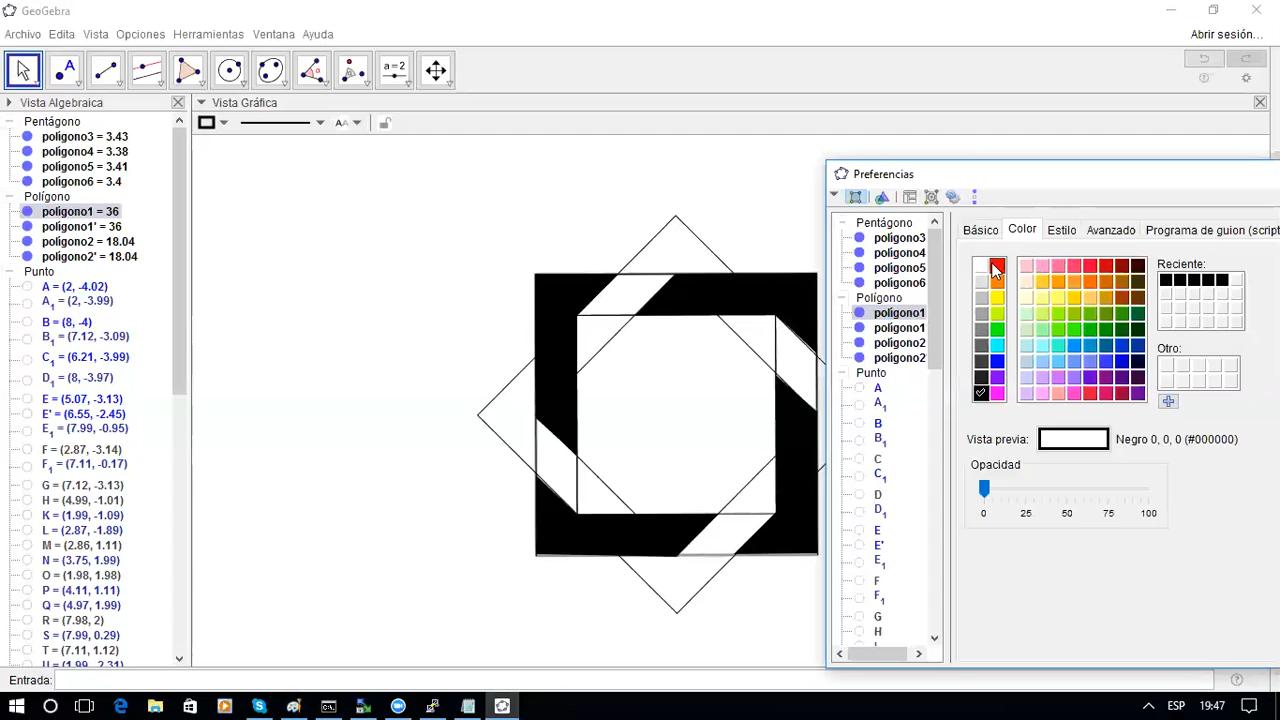 GeoGebra
Archivo Edita Vista Opciones Herramientas Ventana Ayuda
Abrir sesión...
A
a = 2
Vista Algebraica
Vista Gráfica
AA
Pentágono
polígono3 = 3.43
polígono4 = 3.38
polígono5 = 3.41
polígono6 = 3.4
Polígono
polígono1 = 36
polígono1' = 36
polígono2 = 18.04
polígono2' = 18.04
Punto
A = (2, -4.02)
A1 = (2, -3.99)
B = (8, -4)
B1 = (7.12, -3.09)
C1 = (6.21, -3.99)
D1 = (8, -3.97)
E = (5.07, -3.13)
E' = (6.55, -2.45)
E1 = (7.99, -0.95)
F = (2.87, -3.14)
F1 = (7.11, -0.17)
G = (7.12, -3.13)
H = (4.99, -1.01)
K = (1.99, -1.09)
L = (2.87, -1.89)
M = (2.86, 1.11)
N = (3.75, 1.99)
O = (1.98, 1.98)
P = (4.11, 1.11)
Q = (4.97, 1.99)
R = (7.98, 2)
S = (7.99, 0.29)
T = (7.11, 1.12)
Preferencias
Pentágono
polígono3
polígono4
polígono5
polígono6
Polígono
polígono1
polígono1
polígono2
polígono2'
Punto
A
A1
B
B1
C
C1
D
D1
E
E'
E1
F
F1
G
H
Básico Color Estilo Avanzado Programa de guion (script
Reciente:
Otro:
Vista previa: Negro 0, 0, 0 (#000000)
Opacidad
0 25 50 75 100
Entrada:
ESP 19:47